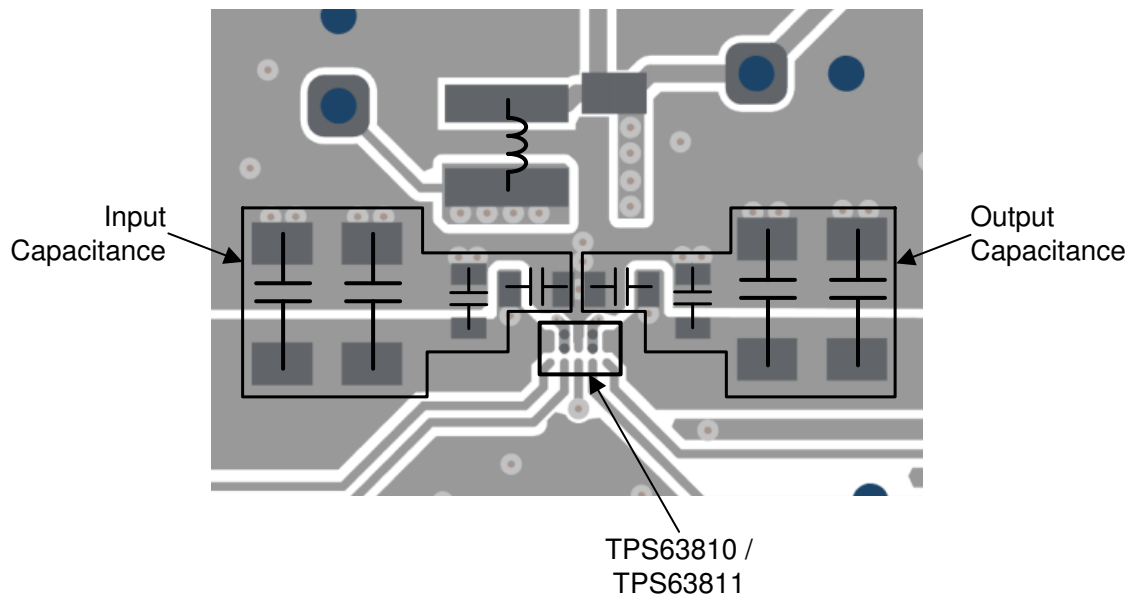 Input
Capacitance
Output
Capacitance
TPS63810 /
TPS63811